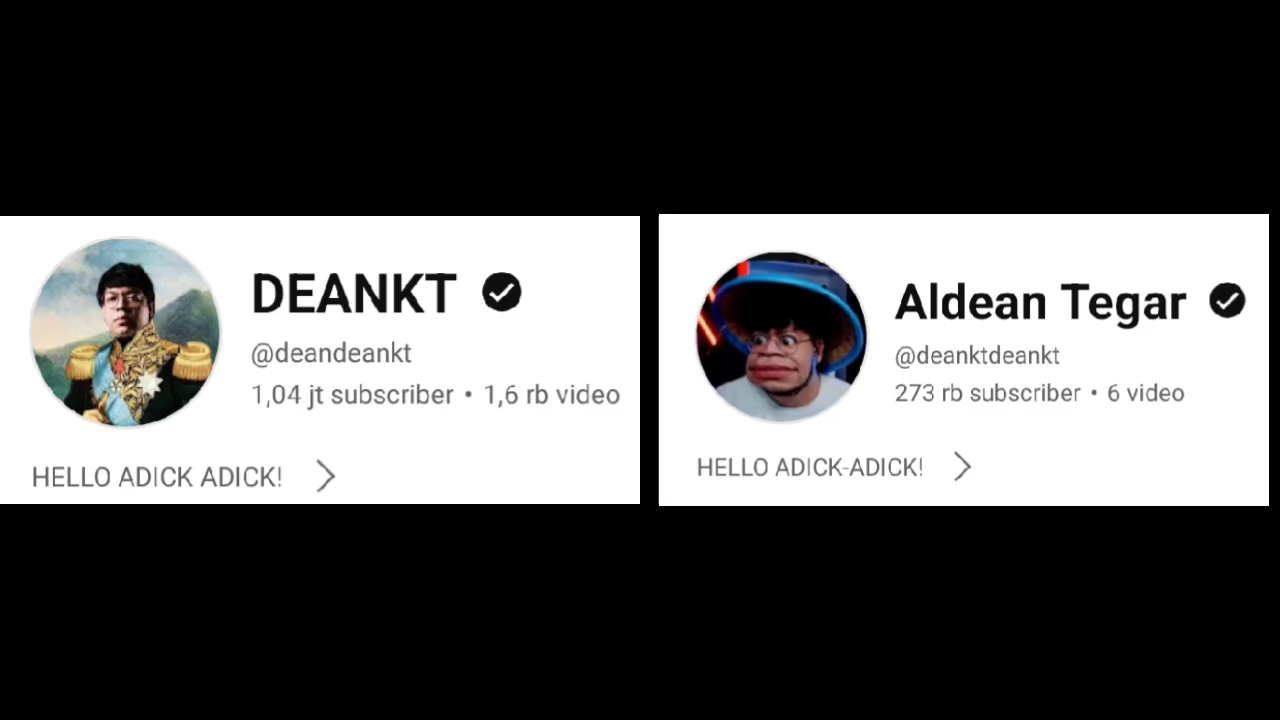 DEANKT
@deandeankt
1,04 jt subscriber • 1,6 rb video
HELLO ADICK ADICK!
Aldean Tegar
@deanktdeankt
273 rb subscriber • 6 video
HELLO ADICK-ADICK!